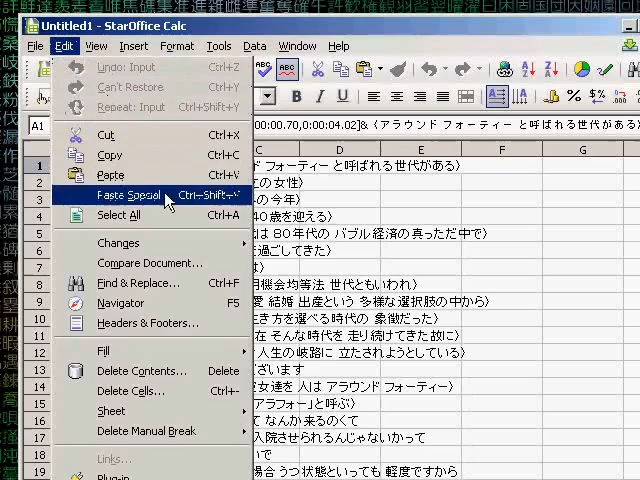 Untitled1 - StarOffice Calc
File Edit View Insert Format Tools Data Window Help
Undo: Input Ctrl+Z
Can't Restore Ctrl+Y
Repeat: Input Ctrl+Shift+Y
Cut Ctrl+X
Copy Ctrl+C
Paste Ctrl+V
Paste Special Ctrl+Shift+V
Select All Ctrl+A
Changes
Compare Document...
Find & Replace... Ctrl+F
Navigator F5
Headers & Footers...
Fill
Delete Contents... Delete
Delete Cells... Ctrl+-
Sheet
Delete Manual Break
Links...
Plug-in
ABC ABC
B I U
A1
00:00.70,0:00:04.02]&〈アラウンド フォーティー と呼ばれる世代がある〉
C D E F G
1 ド フォーティー と呼ばれる世代がある〉
2 の女性〉
3 の今年〉
4 40歳を迎える〉
5 は 80年代の バブル 経済の 真っただ中で〉
6 を過ごしてきた〉
7 は〉
8 用機会均等法 世代ともいわれ〉
9 愛 結婚 出産という 多様な 選択肢の中から〉
10 き方 を選べる時代の 象徴だった〉
11 在 そんな時代を 走り続けてきた故に〉
12 人生の岐路に 立たされようとしている〉
13 ございます
14 女達を 人は アラウンド フォーティー〉
15 アラフォー」と呼ぶ〉
16 て なんか来るのくて
17 入院させられるんじゃないかって
18 いで
19 場合 うつ状態といっても 軽度ですから